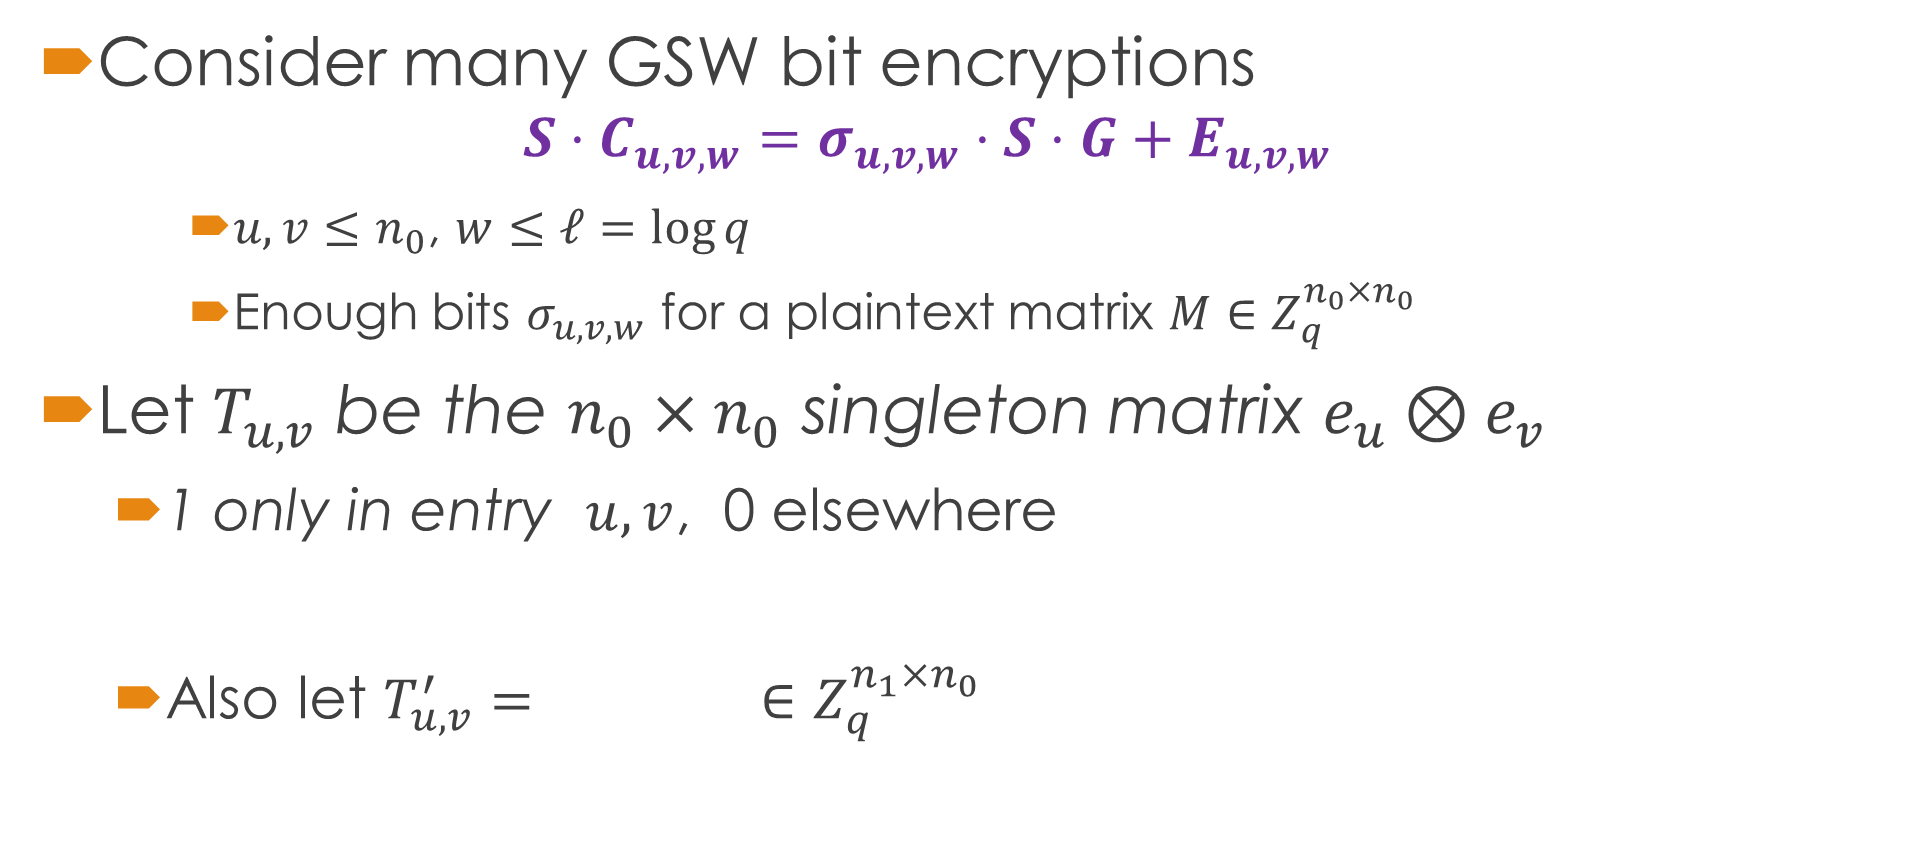 Consider many GSW bit encryptions
S · C_{u,v,w} = σ_{u,v,w} · S · G + E_{u,v,w}
u, v ≤ n_0, w ≤ ℓ = log q
Enough bits σ_{u,v,w} for a plaintext matrix M ∈ Z_q^{n_0×n_0}
Let T_{u,v} be the n_0 × n_0 singleton matrix e_u ⊗ e_v
1 only in entry u, v, 0 elsewhere
Also let T'_{u,v} = ∈ Z_q^{n_1×n_0}